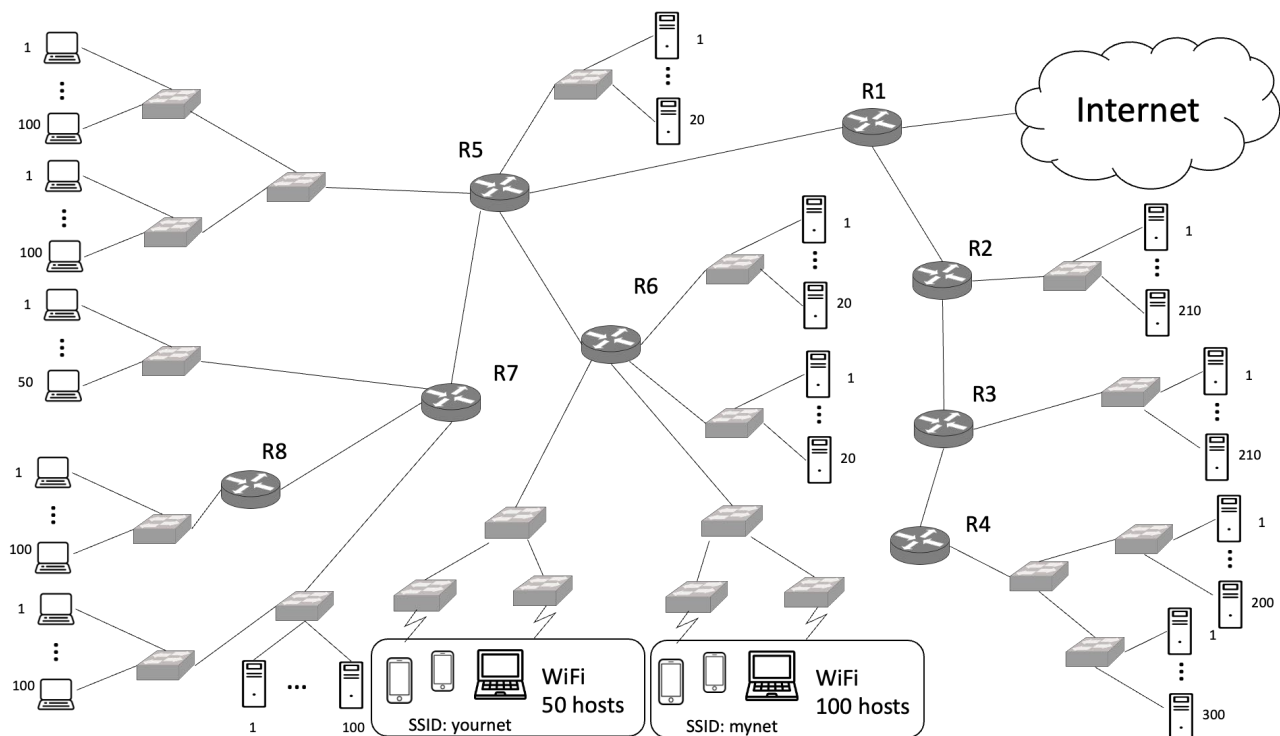 1
100
1
100
1
50
1
100
1
100
R5
1
20
R1
Internet
R6
1
20
1
20
R2
1
210
R3
1
210
R4
1
200
1
300
R7
R8
1
...
100
WiFi
50 hosts
SSID: yournet
WiFi
100 hosts
SSID: mynet